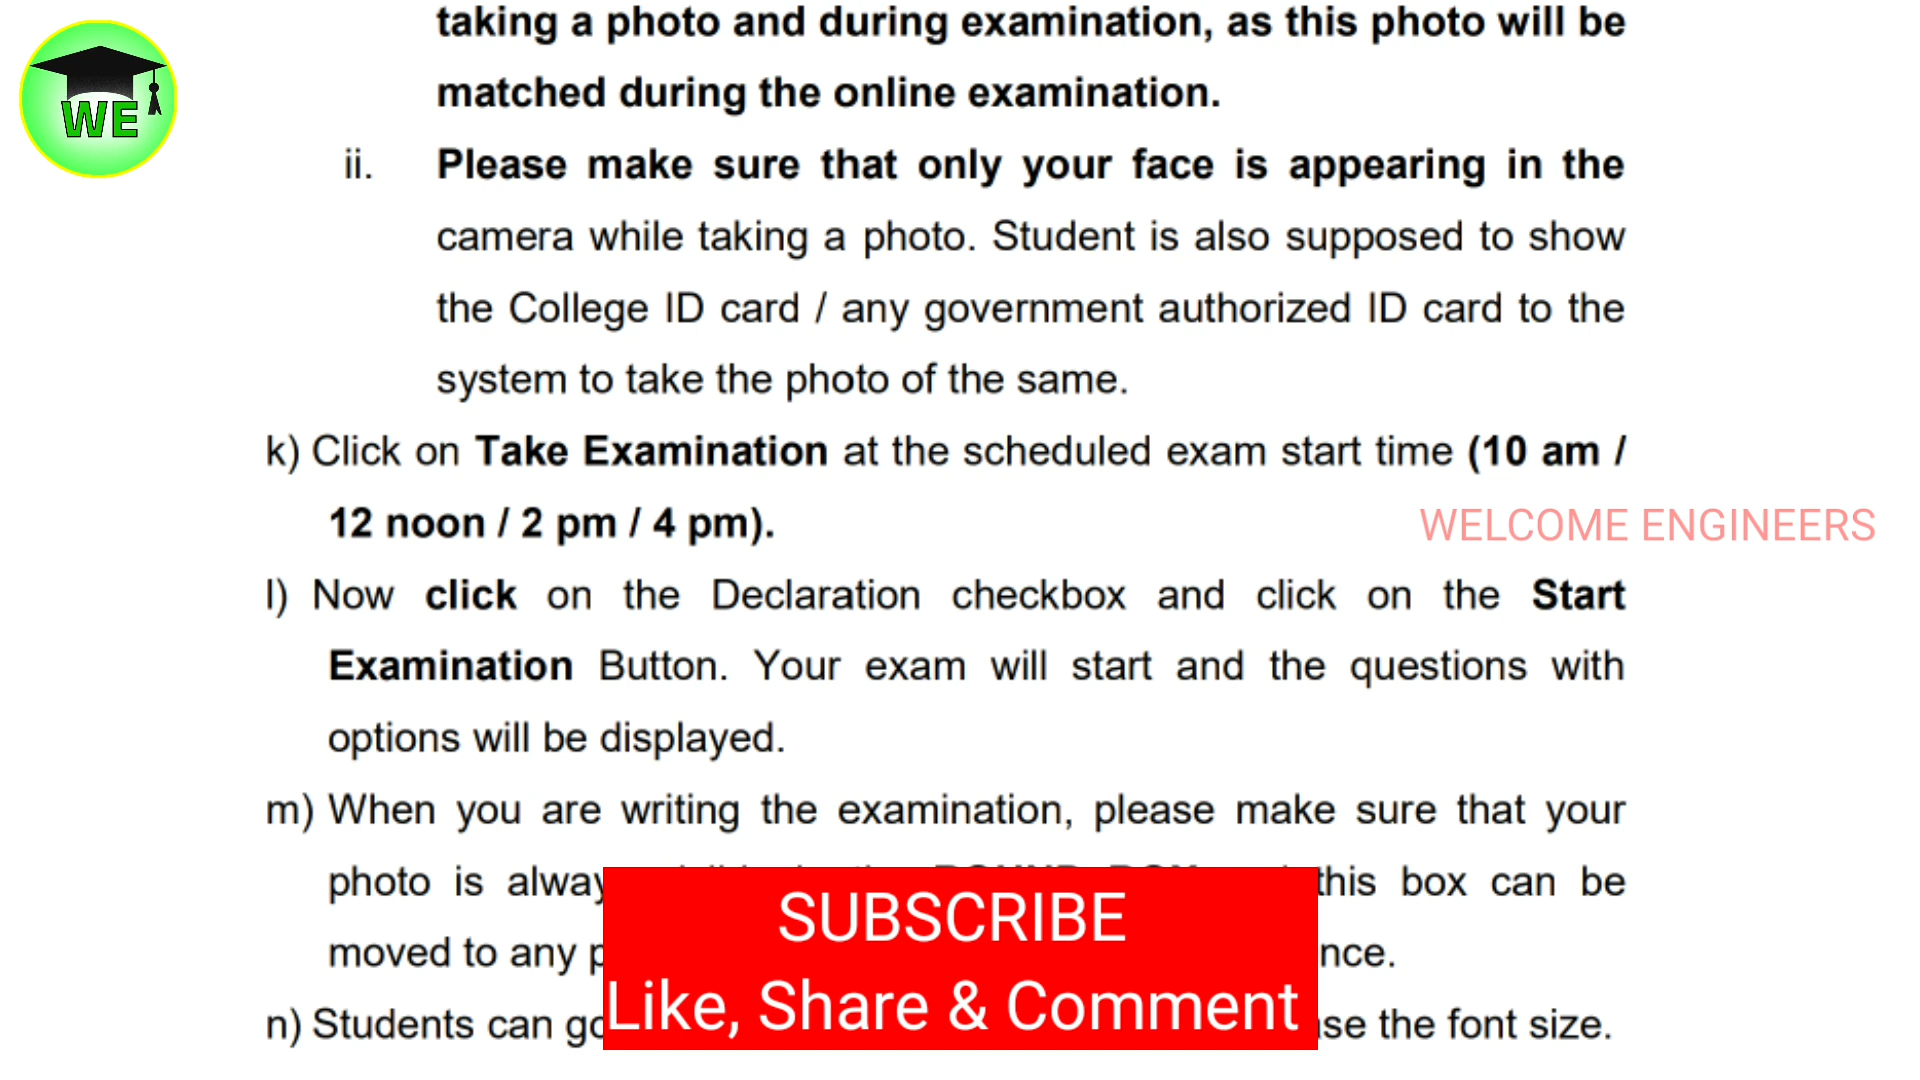 taking a photo and during examination, as this photo will be
matched during the online examination.
WE
ii. Please make sure that only your face is appearing in the
camera while taking a photo. Student is also supposed to show
the College ID card / any government authorized ID card to the
system to take the photo of the same.
k) Click on Take Examination at the scheduled exam start time (10 am /
12 noon / 2 pm / 4 pm).
WELCOME ENGINEERS
l) Now click on the Declaration checkbox and click on the Start
Examination Button. Your exam will start and the questions with
options will be displayed.
m) When you are writing the examination, please make sure that your
photo is this box can be
moved to any
n) Students can the font size.
SUBSCRIBE
Like, Share & Comment